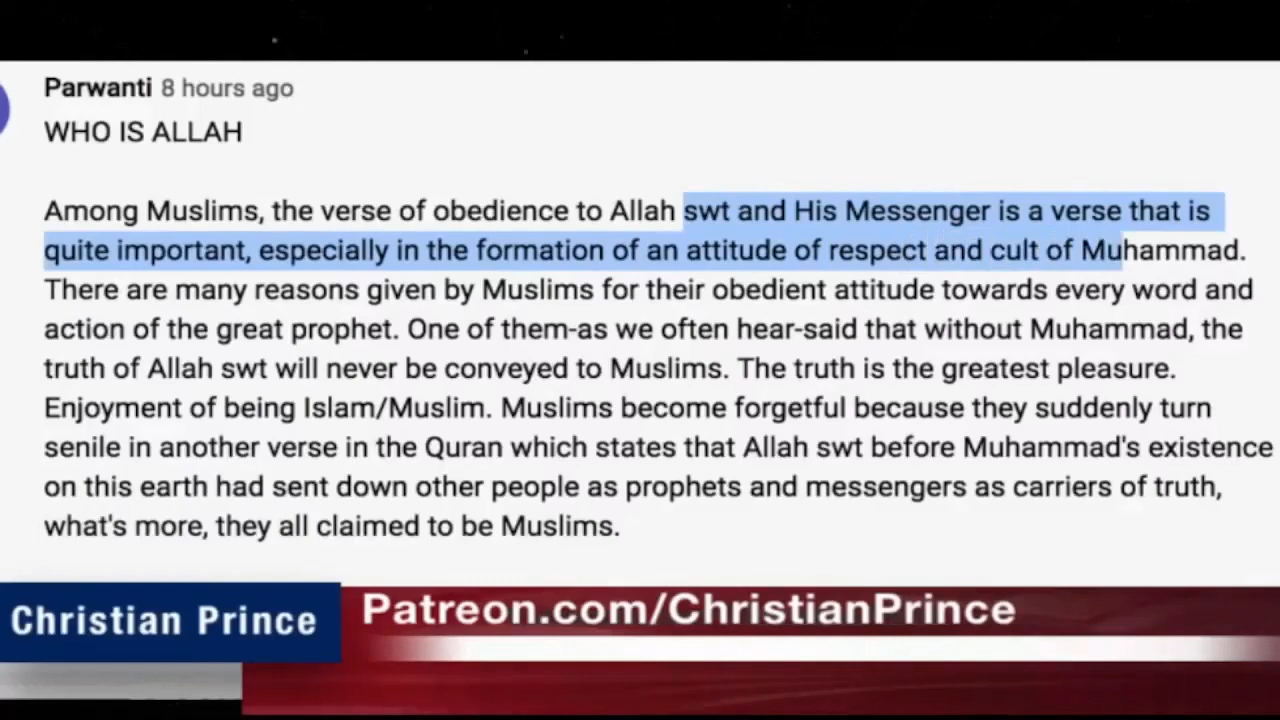 Parwanti 8 hours ago
WHO IS ALLAH
Among Muslims, the verse of obedience to Allah swt and His Messenger is a verse that is
quite important, especially in the formation of an attitude of respect and cult of Muhammad.
There are many reasons given by Muslims for their obedient attitude towards every word and
action of the great prophet. One of them-as we often hear-said that without Muhammad, the
truth of Allah swt will never be conveyed to Muslims. The truth is the greatest pleasure.
Enjoyment of being Islam/Muslim. Muslims become forgetful because they suddenly turn
senile in another verse in the Quran which states that Allah swt before Muhammad's existence
on this earth had sent down other people as prophets and messengers as carriers of truth,
what's more, they all claimed to be Muslims.
Christian Prince
Patreon.com/ChristianPrince